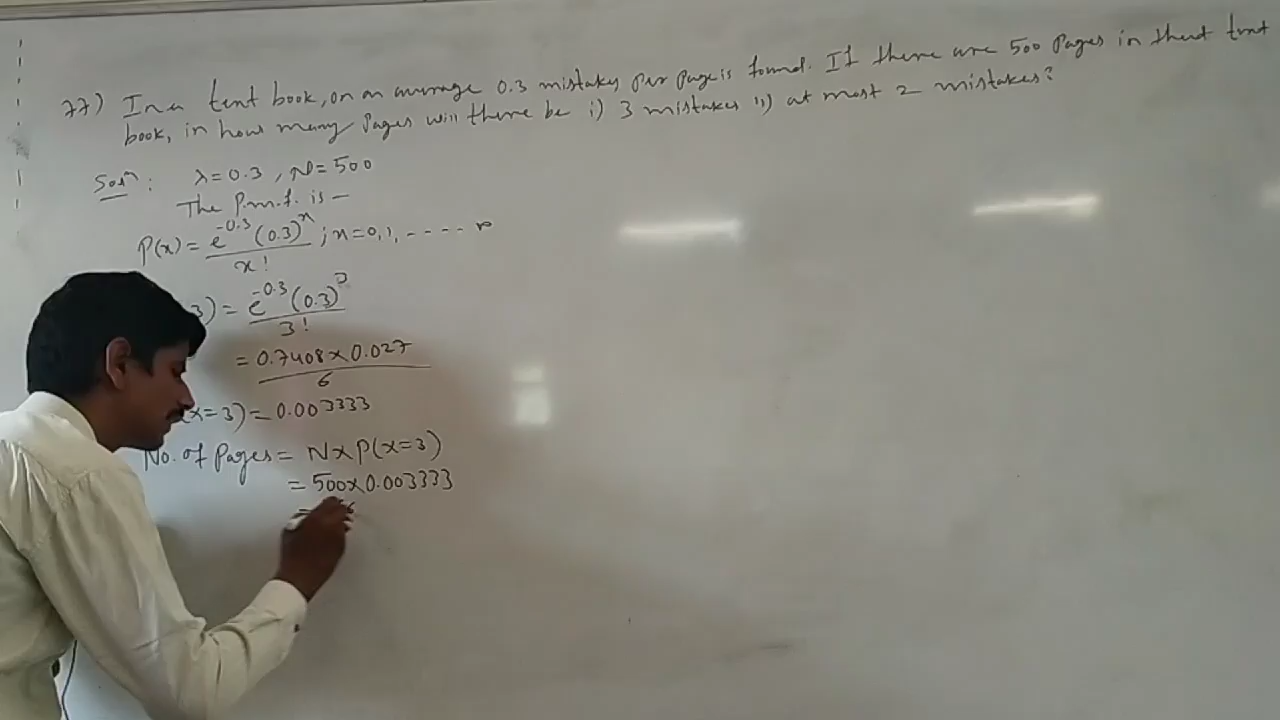 77) In a text book, on an average 0.3 mistakes per page is found. If there are 500 pages in that text
book, in how many pages will there be i) 3 mistakes ii) at most 2 mistakes?
Soln: λ=0.3, N=500
The P.m.f. is –
P(x) = e^-0.3 (0.3)^x / x! ; x=0,1,----- ∞
3) = e^-0.3 (0.3)^3 / 3!
= 0.7408×0.027 / 6
(x=3) = 0.003333
No. of Pages = N×P(x=3)
= 500×0.003333
=